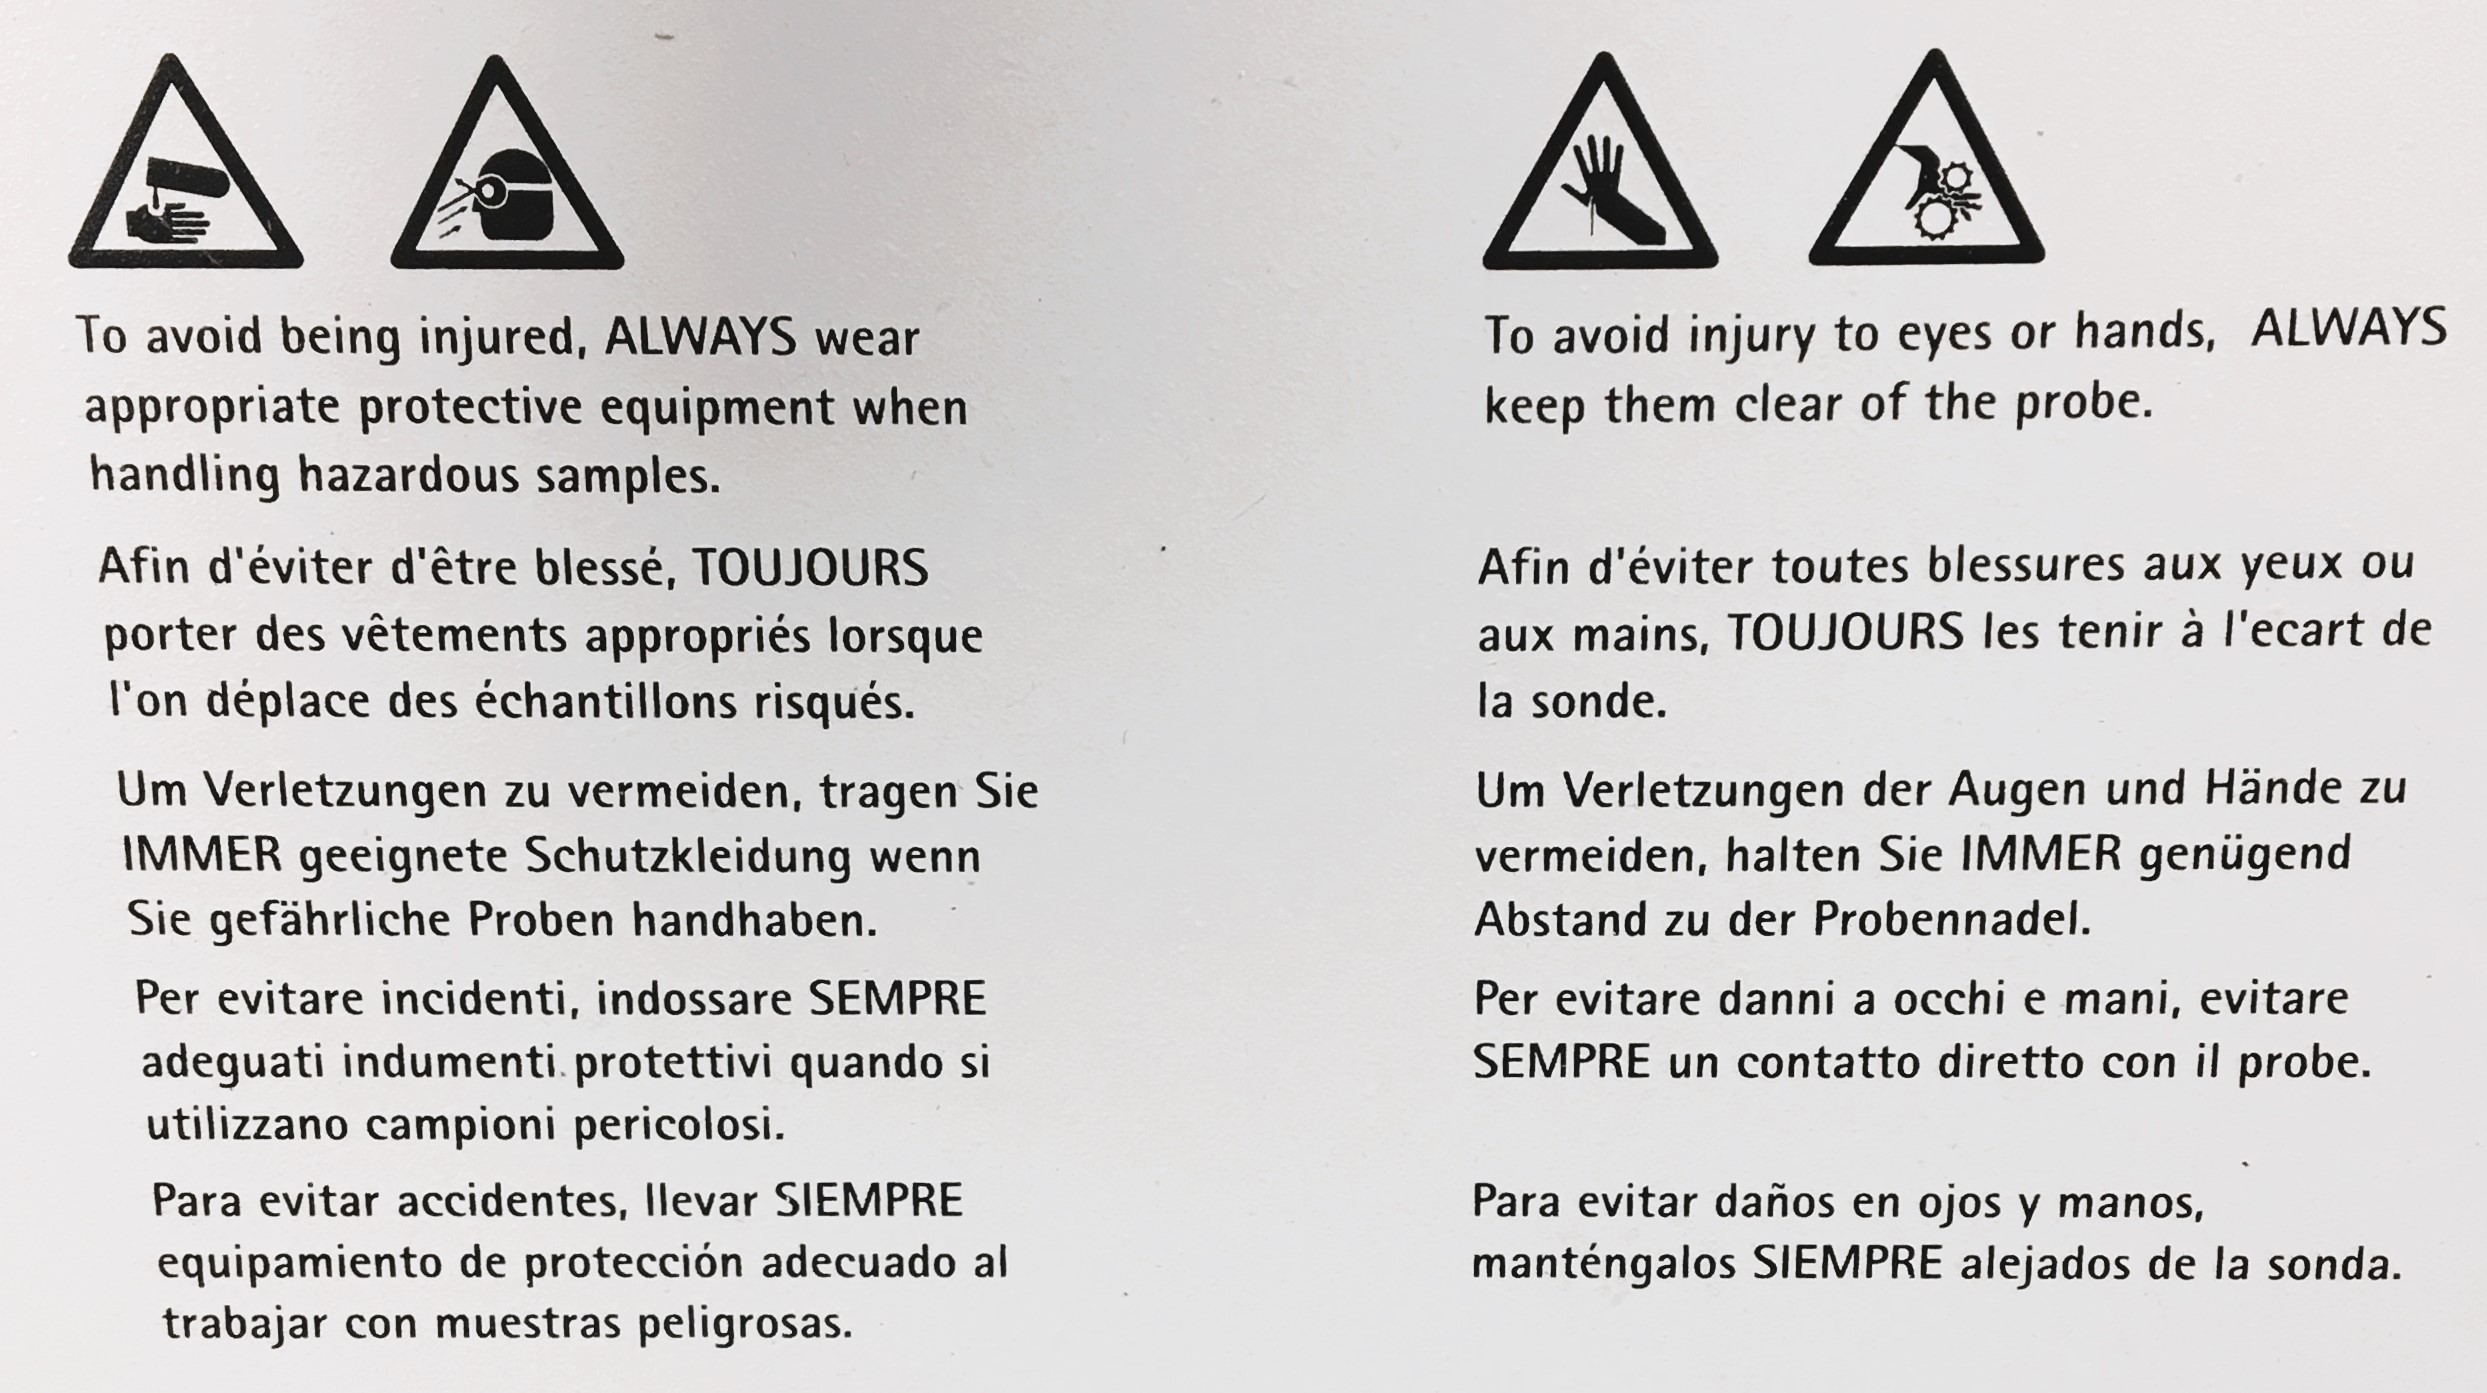 To avoid being injured, ALWAYS wear
appropriate protective equipment when
handling hazardous samples.
Afin d'éviter d'être blessé, TOUJOURS
porter des vêtements appropriés lorsque
l'on déplace des échantillons risqués.
Um Verletzungen zu vermeiden, tragen Sie
IMMER geeignete Schutzkleidung wenn
Sie gefährliche Proben handhaben.
Per evitare incidenti, indossare SEMPRE
adeguati indumenti protettivi quando si
utilizzano campioni pericolosi.
Para evitar accidentes, llevar SIEMPRE
equipamiento de protección adecuado al
trabajar con muestras peligrosas.
To avoid injury to eyes or hands, ALWAYS
keep them clear of the probe.
Afin d'éviter toutes blessures aux yeux ou
aux mains, TOUJOURS les tenir à l'ecart de
la sonde.
Um Verletzungen der Augen und Hände zu
vermeiden, halten Sie IMMER genügend
Abstand zu der Probennadel.
Per evitare danni a occhi e mani, evitare
SEMPRE un contatto diretto con il probe.
Para evitar daños en ojos y manos,
manténgalos SIEMPRE alejados de la sonda.